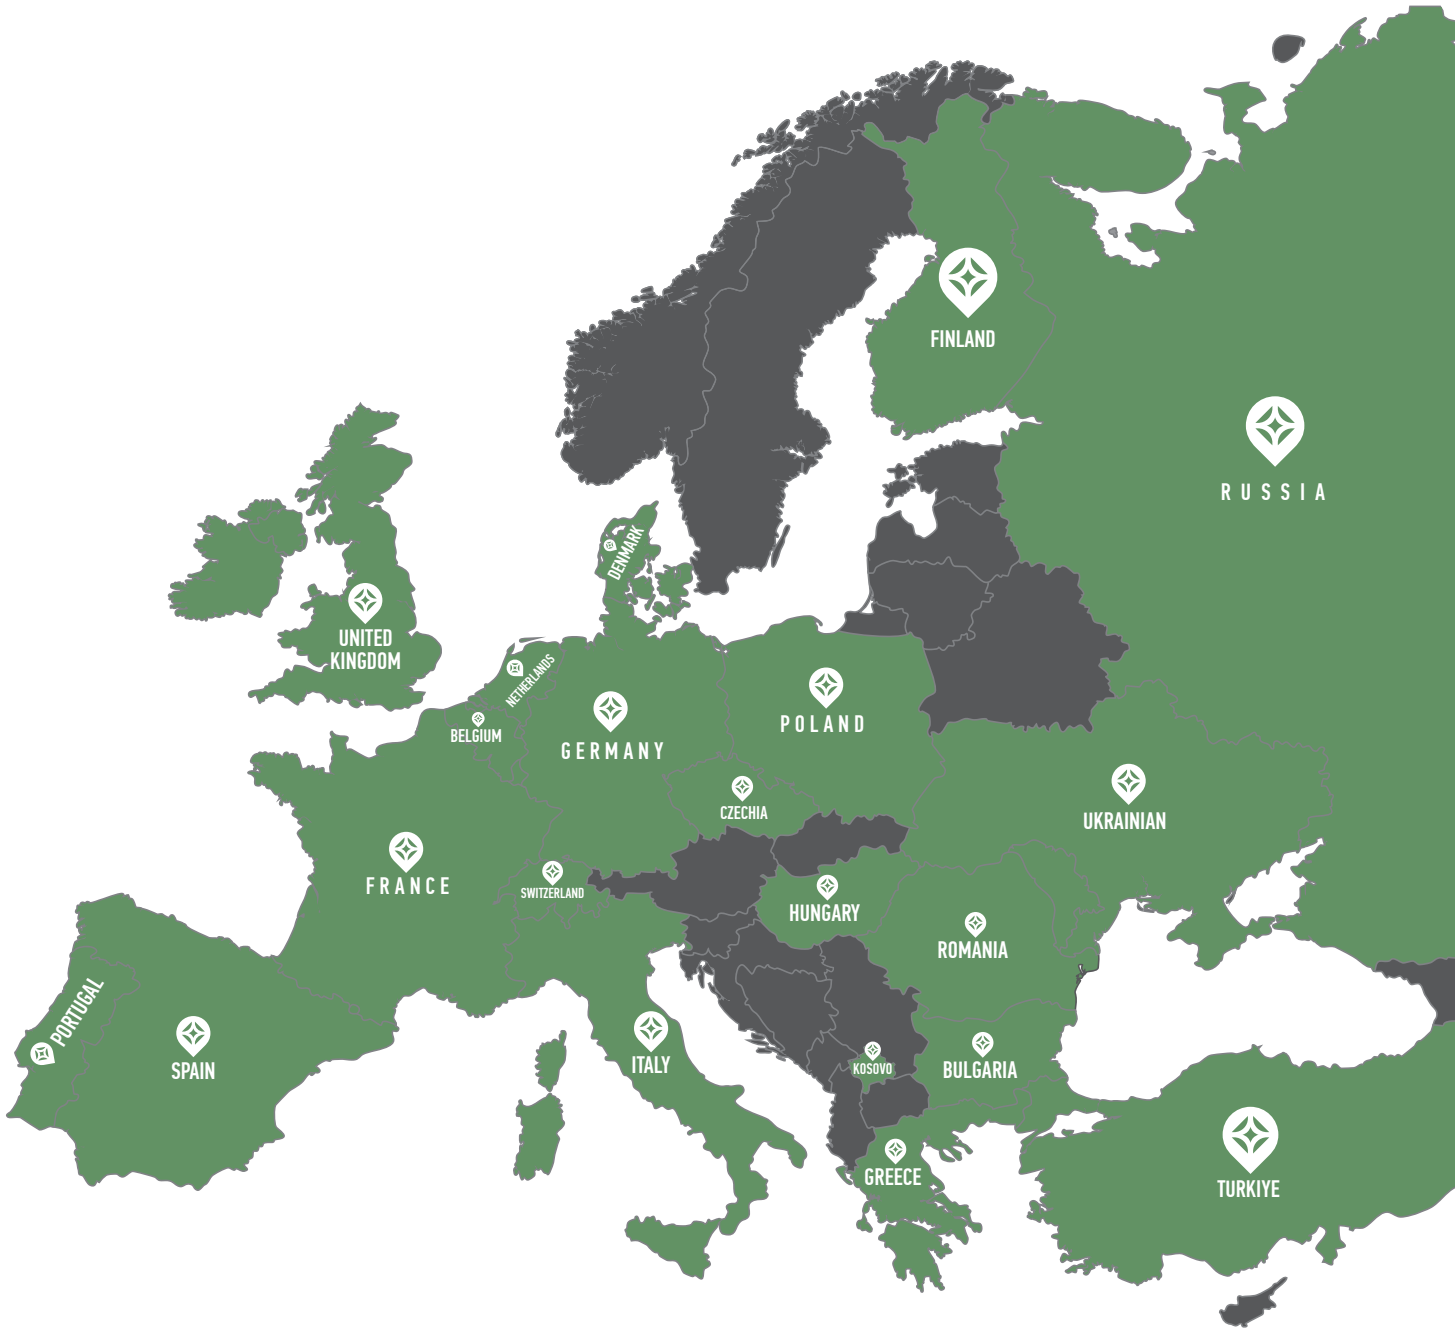 FINLAND
RUSSIA
DENMARK
UNITED
KINGDOM
NETHERLANDS
BELGIUM
GERMANY
POLAND
CZECHIA
UKRAINIAN
FRANCE
SWITZERLAND
HUNGARY
ROMANIA
PORTUGAL
SPAIN
ITALY
KOSOVO
BULGARIA
GREECE
TURKIYE